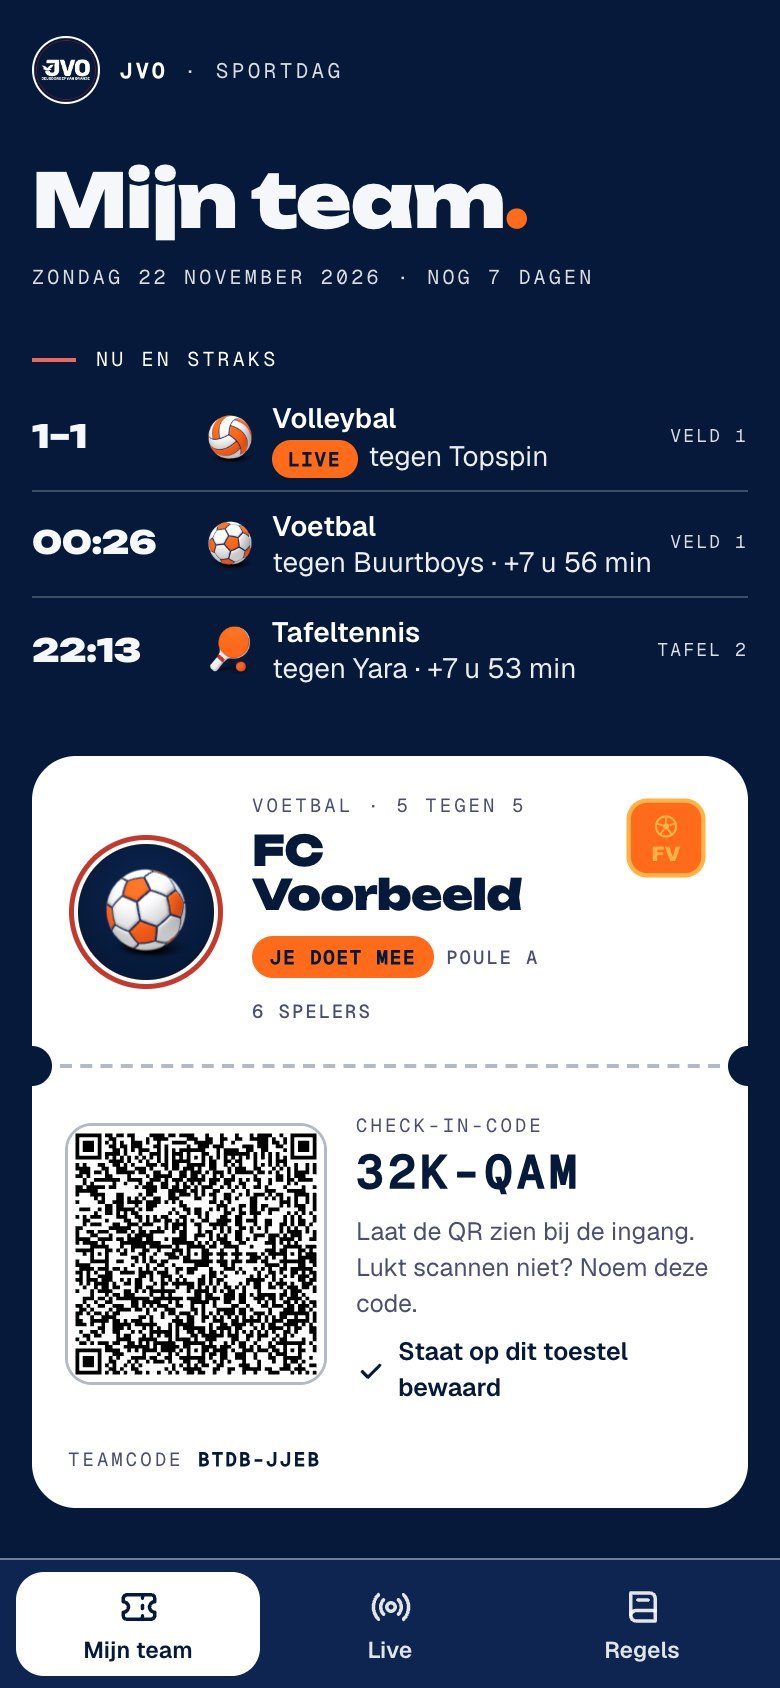 JVO
JVO · SPORTDAG
Mijn team.
ZONDAG 22 NOVEMBER 2026 · NOG 7 DAGEN
NU EN STRAKS
1–1
Volleybal
LIVE tegen Topspin
VELD 1
00:26
Voetbal
tegen Buurtboys · +7 u 56 min
VELD 1
22:13
Tafeltennis
tegen Yara · +7 u 53 min
TAFEL 2
VOETBAL · 5 TEGEN 5
FC
Voorbeeld
FV
JE DOET MEE POULE A
6 SPELERS
CHECK-IN-CODE
32K-QAM
Laat de QR zien bij de ingang.
Lukt scannen niet? Noem deze
code.
Staat op dit toestel
bewaard
TEAMCODE BTDB-JJEB
Mijn team
Live
Regels